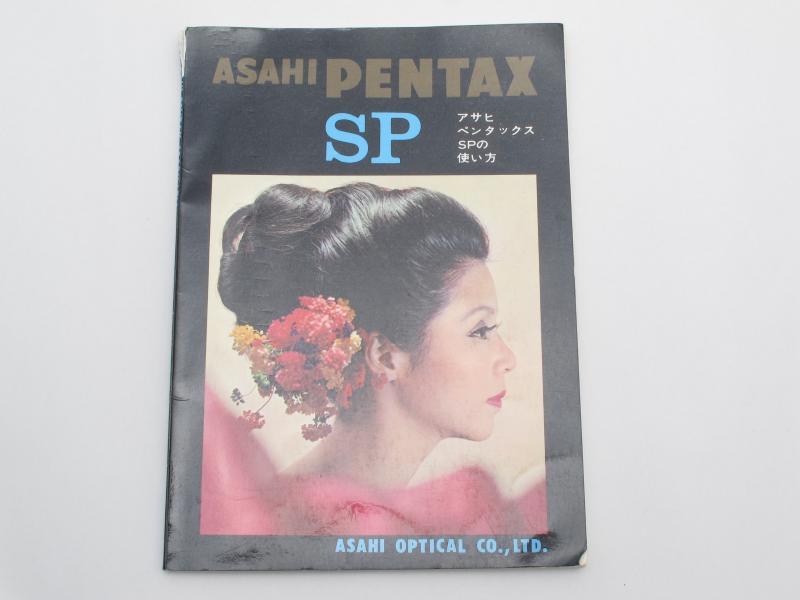 ASAHI PENTAX
SP
アサヒ
ペンタックス
SPの
使い方
ASAHI OPTICAL CO., LTD.